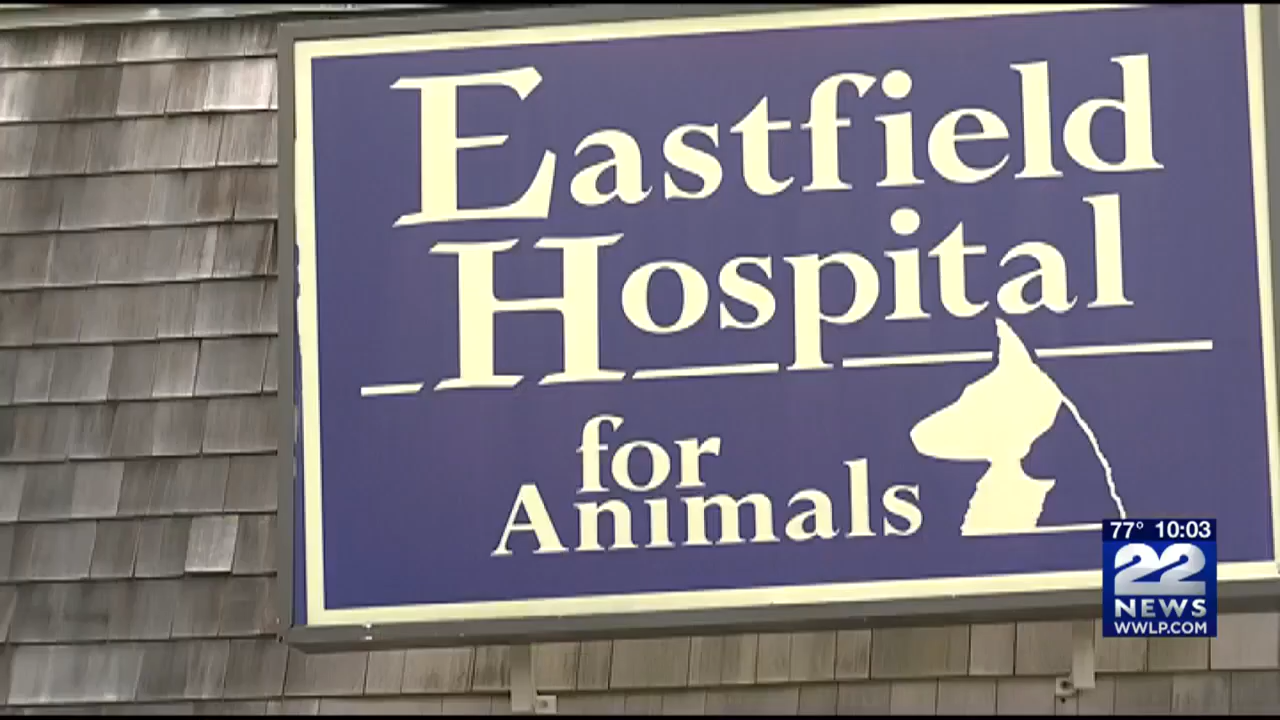 Eastfield
Hospital
for
Animals
77° 10:03
22
NEWS
WWLP.COM